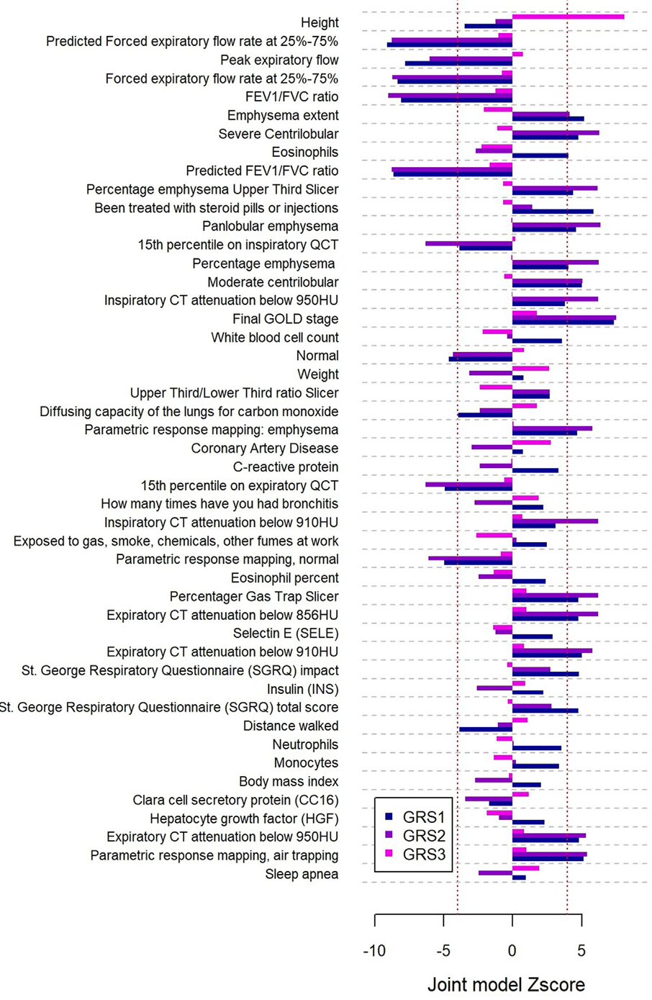 Height
Predicted Forced expiratory flow rate at 25%-75%
Peak expiratory flow
Forced expiratory flow rate at 25%-75%
FEV1/FVC ratio
Emphysema extent
Severe Centrilobular
Eosinophils
Predicted FEV1/FVC ratio
Percentage emphysema Upper Third Slicer
Been treated with steroid pills or injections
Panlobular emphysema
15th percentile on inspiratory QCT
Percentage emphysema
Moderate centrilobular
Inspiratory CT attenuation below 950HU
Final GOLD stage
White blood cell count
Normal
Weight
Upper Third/Lower Third ratio Slicer
Diffusing capacity of the lungs for carbon monoxide
Parametric response mapping: emphysema
Coronary Artery Disease
C-reactive protein
15th percentile on expiratory QCT
How many times have you had bronchitis
Inspiratory CT attenuation below 910HU
Exposed to gas, smoke, chemicals, other fumes at work
Parametric response mapping, normal
Eosinophil percent
Percentager Gas Trap Slicer
Expiratory CT attenuation below 856HU
Selectin E (SELE)
Expiratory CT attenuation below 910HU
St. George Respiratory Questionnaire (SGRQ) impact
Insulin (INS)
St. George Respiratory Questionnaire (SGRQ) total score
Distance walked
Neutrophils
Monocytes
Body mass index
Clara cell secretory protein (CC16)
Hepatocyte growth factor (HGF)
Expiratory CT attenuation below 950HU
Parametric response mapping, air trapping
Sleep apnea
GRS1
GRS2
GRS3
-10 -5 0 5
Joint model Zscore